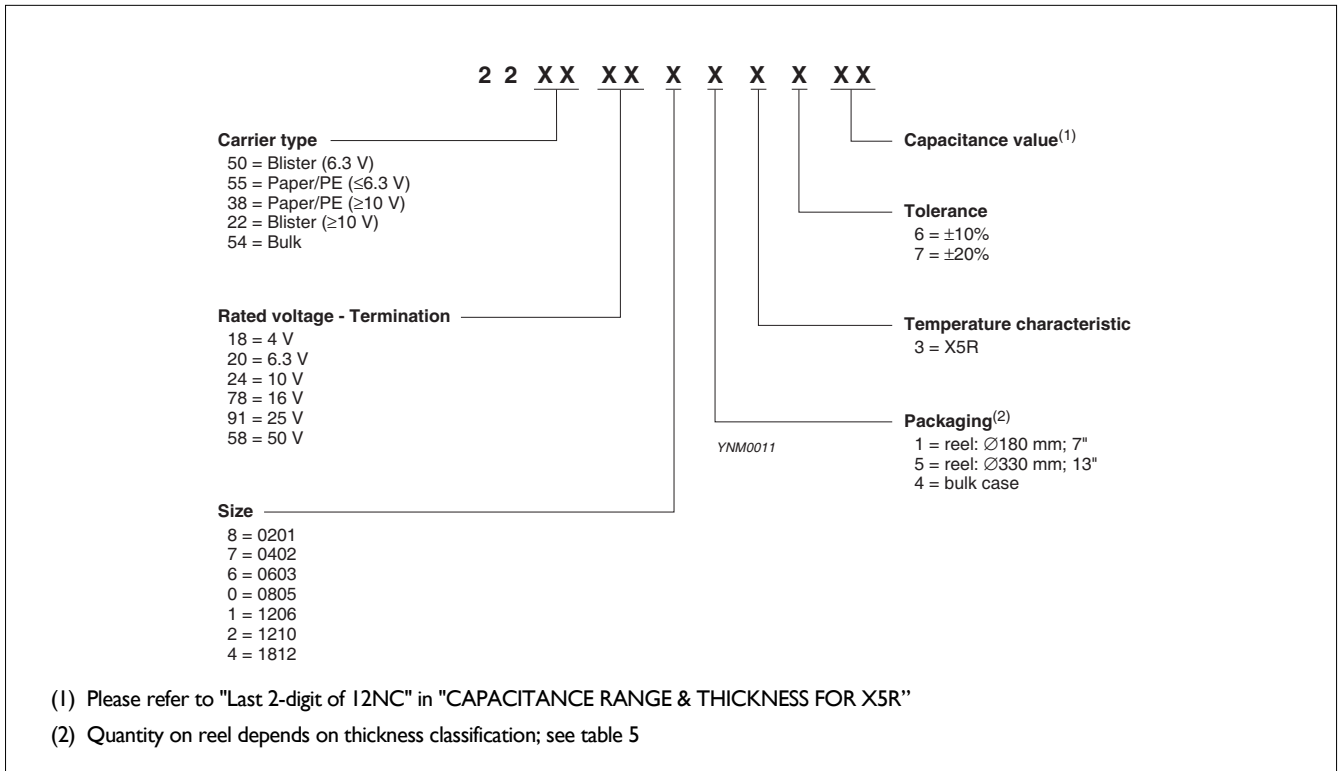 2 2 X X X X X X X X X X
Carrier type
50 = Blister (6.3 V)
55 = Paper/PE (≤6.3 V)
38 = Paper/PE (≥10 V)
22 = Blister (≥10 V)
54 = Bulk
Rated voltage - Termination
18 = 4 V
20 = 6.3 V
24 = 10 V
78 = 16 V
91 = 25 V
58 = 50 V
Size
8 = 0201
7 = 0402
6 = 0603
0 = 0805
1 = 1206
2 = 1210
4 = 1812
Capacitance value(1)
Tolerance
6 = ±10%
7 = ±20%
Temperature characteristic
3 = X5R
Packaging(2)
1 = reel: ∅180 mm; 7"
5 = reel: ∅330 mm; 13"
4 = bulk case
YNM0011
(1) Please refer to "Last 2-digit of 12NC" in "CAPACITANCE RANGE & THICKNESS FOR X5R”
(2) Quantity on reel depends on thickness classification; see table 5